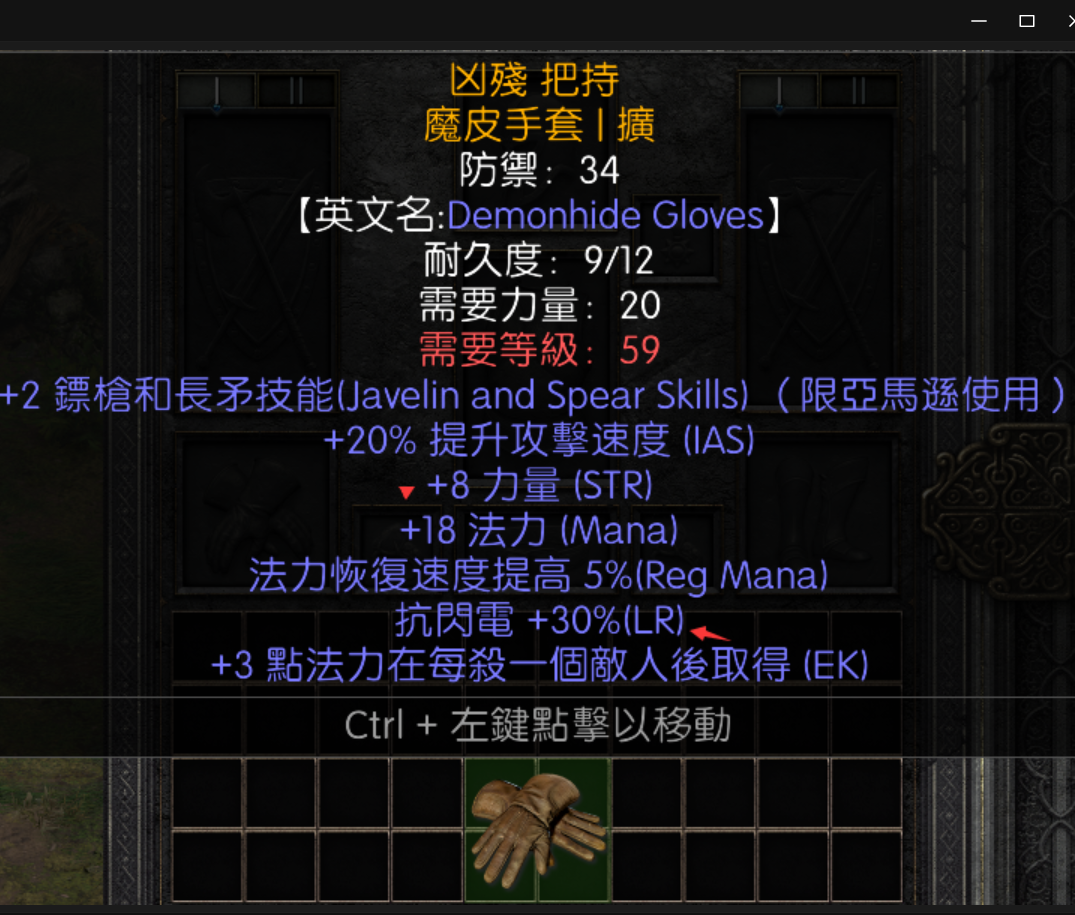 凶殘 把持
魔皮手套 | 擴
防禦：34
【英文名:Demonhide Gloves】
耐久度：9/12
需要力量：20
需要等級：59
+2 鏢槍和長矛技能(Javelin and Spear Skills)（限亞馬遜使用）
+20% 提升攻擊速度 (IAS)
+8 力量 (STR)
+18 法力 (Mana)
法力恢復速度提高 5%(Reg Mana)
抗閃電 +30%(LR)
+3 點法力在每殺一個敵人後取得 (EK)
Ctrl + 左鍵點擊以移動